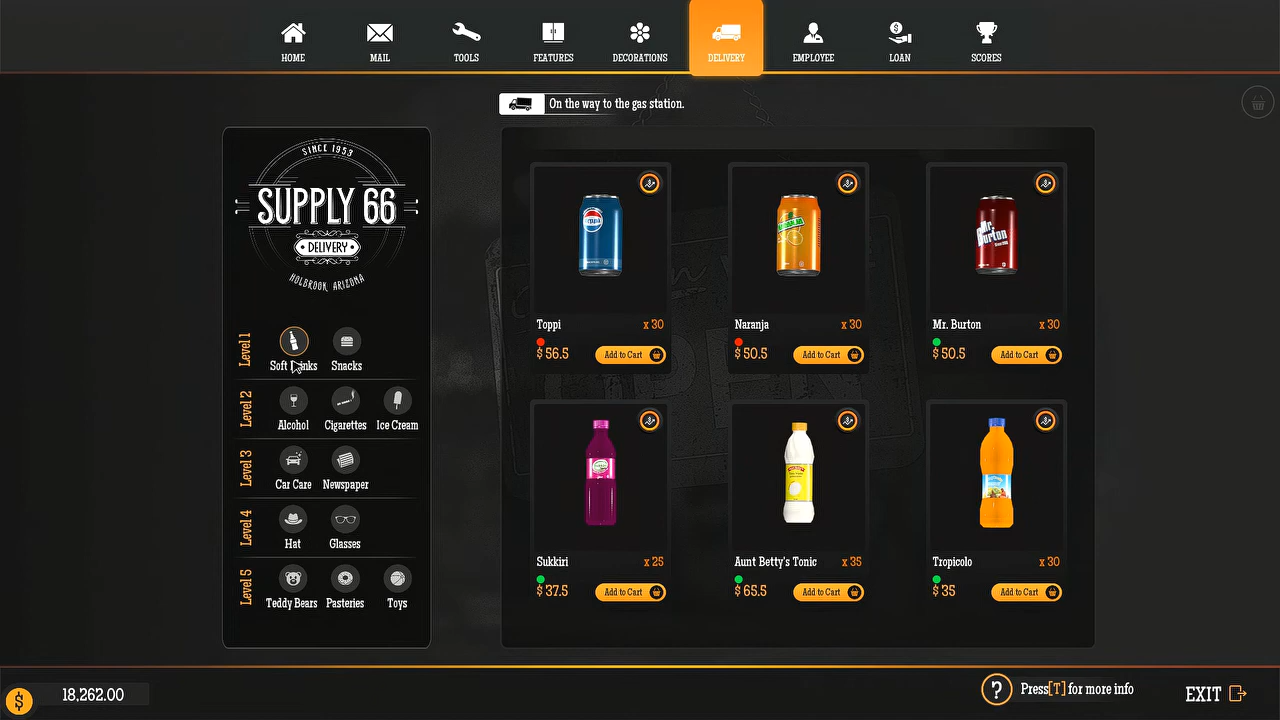 HOME MAIL TOOLS FEATURES DECORATIONS DELIVERY EMPLOYEE LOAN SCORES
On the way to the gas station.
SINCE 1953
SUPPLY 66
DELIVERY
HOLBROOK, ARIZONA
Level 1
Soft Drinks Snacks
Level 2
Alcohol Cigarettes Ice Cream
Level 3
Car Care Newspaper
Level 4
Hat Glasses
Level 5
Teddy Bears Pasteries Toys
Mr. Burton
Toppi x 30
$ 56.5 Add to Cart
Naranja x 30
$ 50.5 Add to Cart
Mr. Burton x 30
$ 50.5 Add to Cart
Sukkiri x 25
$ 37.5 Add to Cart
Aunt Betty's Tonic x 35
$ 65.5 Add to Cart
Tropicolo x 30
$ 35 Add to Cart
$ 18,262.00
? Press[T] for more info
EXIT